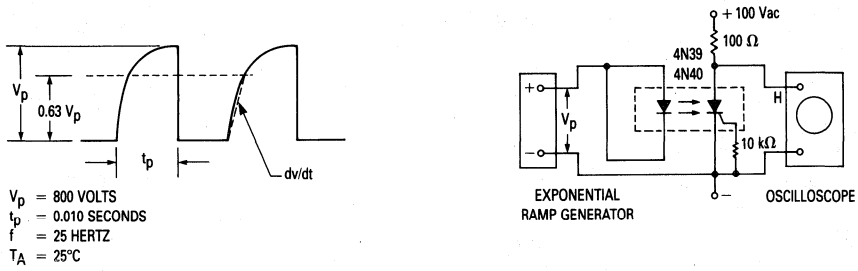 Vp
0.63 Vp
tp
dv/dt
Vp = 800 VOLTS
tp = 0.010 SECONDS
f = 25 HERTZ
TA = 25°C
+ 100 Vac
100 Ω
4N39
4N40
+
Vp
−
H
10 kΩ
−
EXPONENTIAL
RAMP GENERATOR
OSCILLOSCOPE